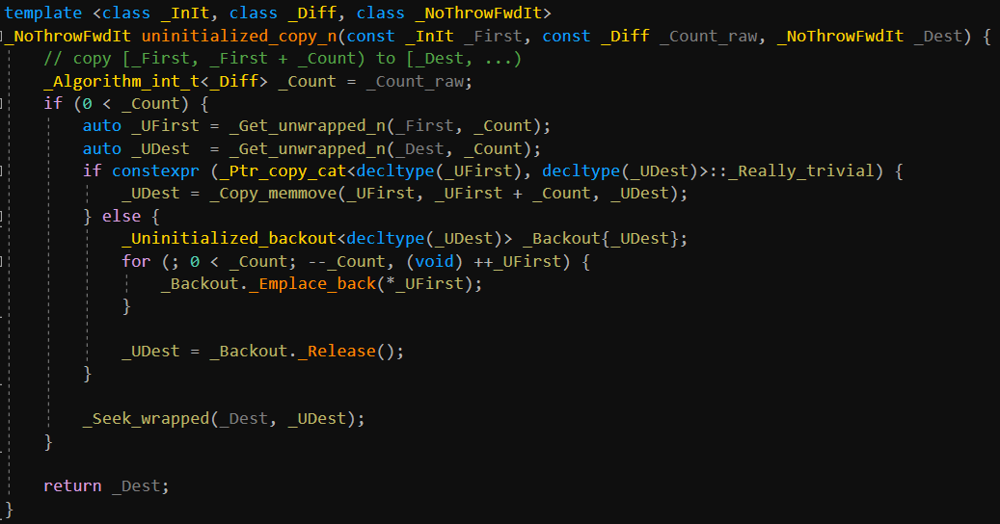 template <class _InIt, class _Diff, class _NoThrowFwdIt>
_NoThrowFwdIt uninitialized_copy_n(const _InIt _First, const _Diff _Count_raw, _NoThrowFwdIt _Dest) {
    // copy [_First, _First + _Count) to [_Dest, ...)
    _Algorithm_int_t<_Diff> _Count = _Count_raw;
    if (0 < _Count) {
        auto _UFirst = _Get_unwrapped_n(_First, _Count);
        auto _UDest  = _Get_unwrapped_n(_Dest, _Count);
        if constexpr (_Ptr_copy_cat<decltype(_UFirst), decltype(_UDest)>::_Really_trivial) {
            _UDest = _Copy_memmove(_UFirst, _UFirst + _Count, _UDest);
        } else {
            _Uninitialized_backout<decltype(_UDest)> _Backout{_UDest};
            for (; 0 < _Count; --_Count, (void) ++_UFirst) {
                _Backout._Emplace_back(*_UFirst);
            }

            _UDest = _Backout._Release();
        }

        _Seek_wrapped(_Dest, _UDest);
    }

    return _Dest;
}